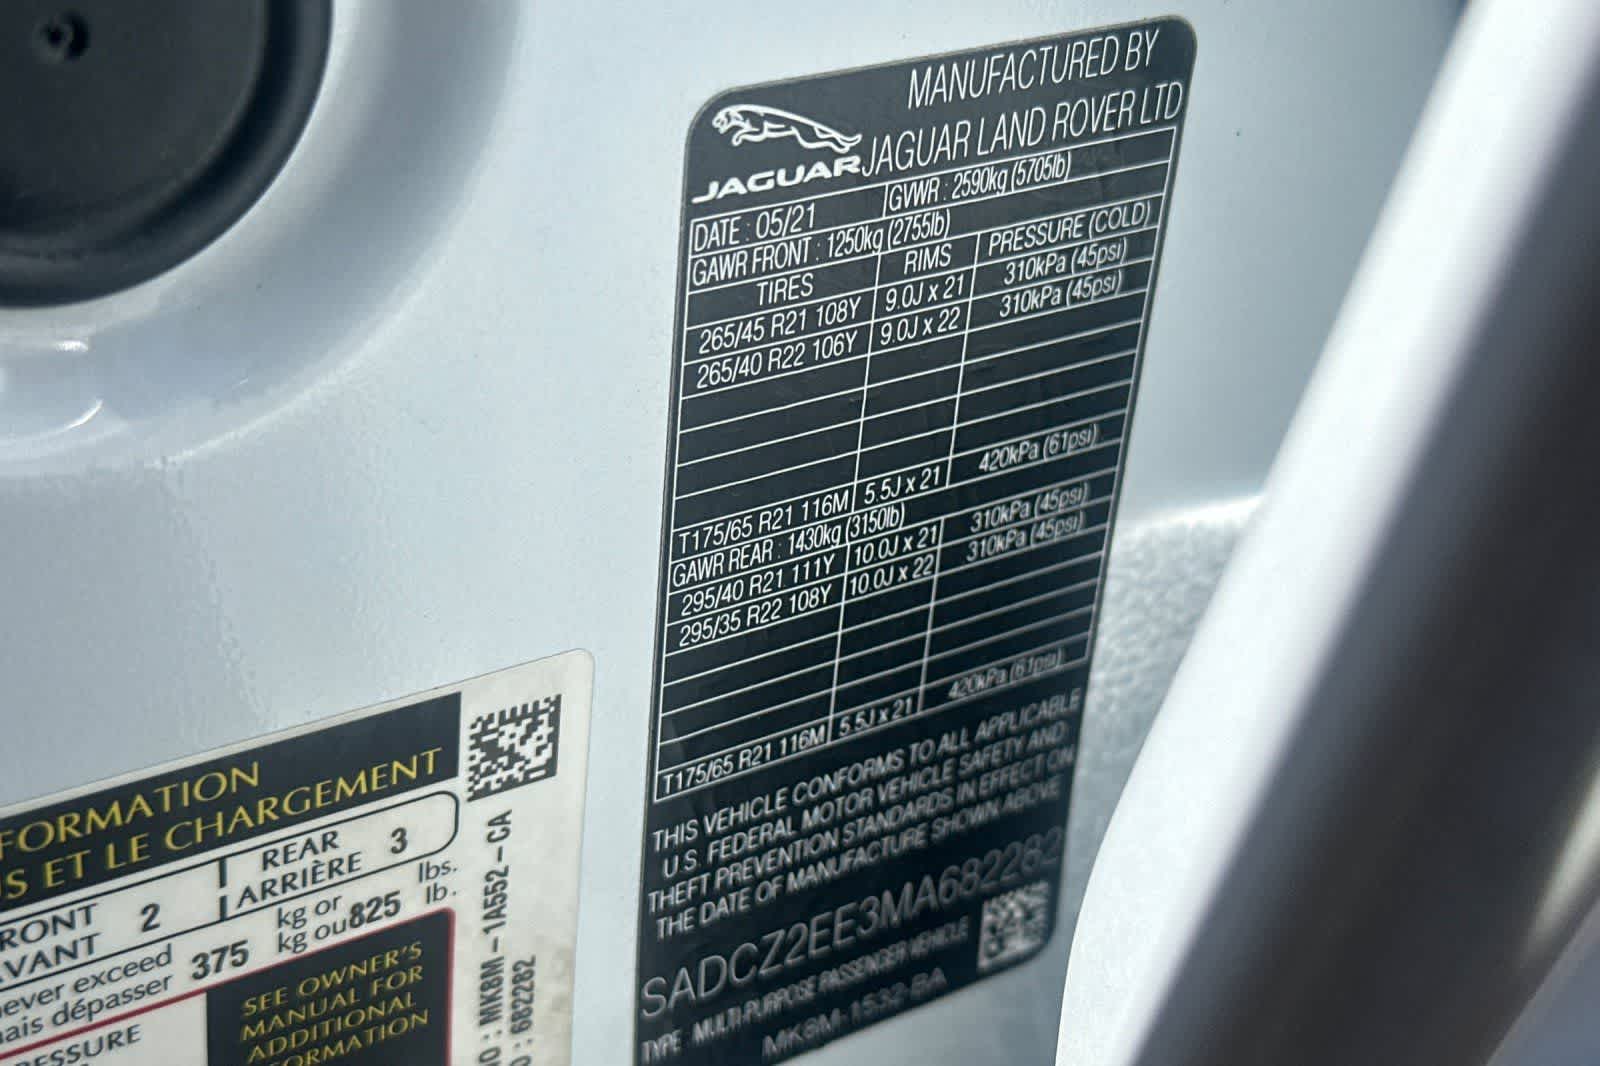 MANUFACTURED BY
JAGUAR JAGUAR LAND ROVER LTD
DATE : 05/21 GVWR : 2590kg (5705lb)
GAWR FRONT : 1250kg (2755lb)
TIRES RIMS PRESSURE (COLD)
265/45 R21 108Y 9.0J x 21 310kPa (45psi)
265/40 R22 106Y 9.0J x 22 310kPa (45psi)
T175/65 R21 116M 5.5J x 21 420kPa (61psi)
GAWR REAR : 1430kg (3150lb)
295/40 R21 111Y 10.0J x 21 310kPa (45psi)
295/35 R22 108Y 10.0J x 22 310kPa (45psi)
T175/65 R21 116M 5.5J x 21 420kPa (61psi)
THIS VEHICLE CONFORMS TO ALL APPLICABLE
U.S. FEDERAL MOTOR VEHICLE SAFETY AND
THEFT PREVENTION STANDARDS IN EFFECT ON
THE DATE OF MANUFACTURE SHOWN ABOVE
SADCZ2EE3MA682282
TYPE : MULTI-PURPOSE PASSENGER VEHICLE
MK8M-1532-BA
FORMATION
US ET LE CHARGEMENT
RONT 2 REAR 3
VANT ARRIÈRE
never exceed 375 kg or 825 lbs.
mais dépasser kg ou lb.
ESSURE
SEE OWNER'S
MANUAL FOR
ADDITIONAL
FORMATION
NO : MK8M-1A552-CA
O : 682282